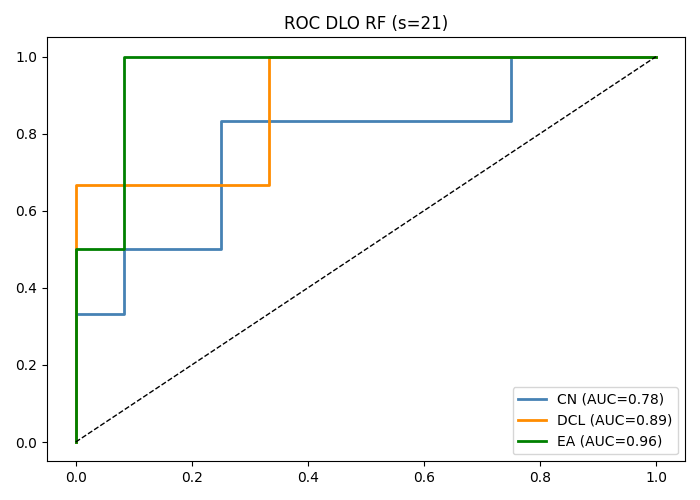 ROC DLO RF (s=21)
1.0
0.8
0.6
0.4
0.2
0.0
0.0 0.2 0.4 0.6 0.8 1.0
CN (AUC=0.78)
DCL (AUC=0.89)
EA (AUC=0.96)